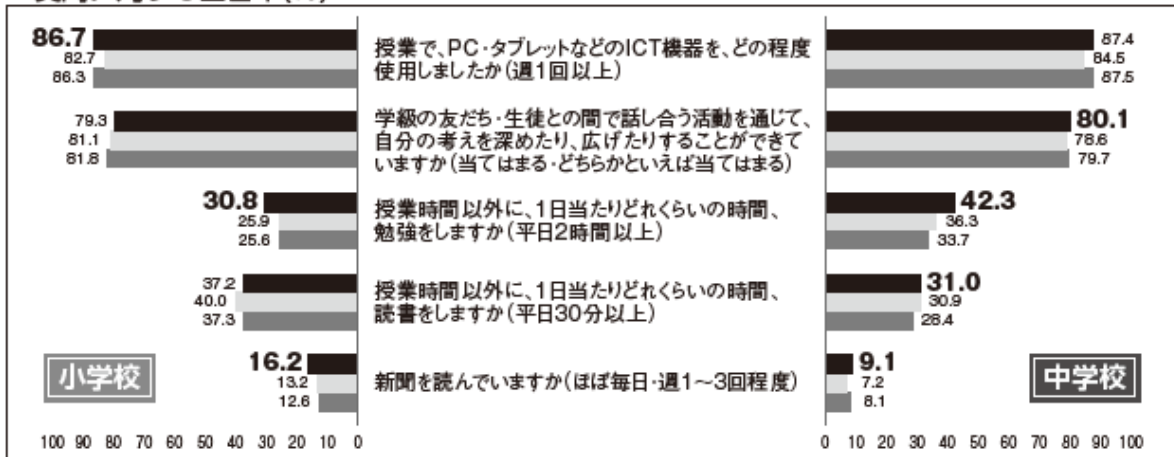 86.7
82.7
86.3
授業で、PC・タブレットなどのICT機器を、どの程度
使用しましたか(週1回以上)
87.4
84.5
87.5
79.3
81.1
81.8
学級の友だち・生徒との間で話し合う活動を通じて、
自分の考えを深めたり、広げたりすることができて
いますか(当てはまる・どちらかといえば当てはまる)
80.1
78.6
79.7
30.8
25.9
25.6
授業時間以外に、1日当たりどれくらいの時間、
勉強をしますか(平日2時間以上)
42.3
36.3
33.7
37.2
40.0
37.3
授業時間以外に、1日当たりどれくらいの時間、
読書をしますか(平日30分以上)
31.0
30.9
28.4
小学校
16.2
13.2
12.6
新聞を読んでいますか(ほぼ毎日・週1～3回程度)
9.1
7.2
8.1
中学校
100 90 80 70 60 50 40 30 20 10 0
0 10 20 30 40 50 60 70 80 90 100